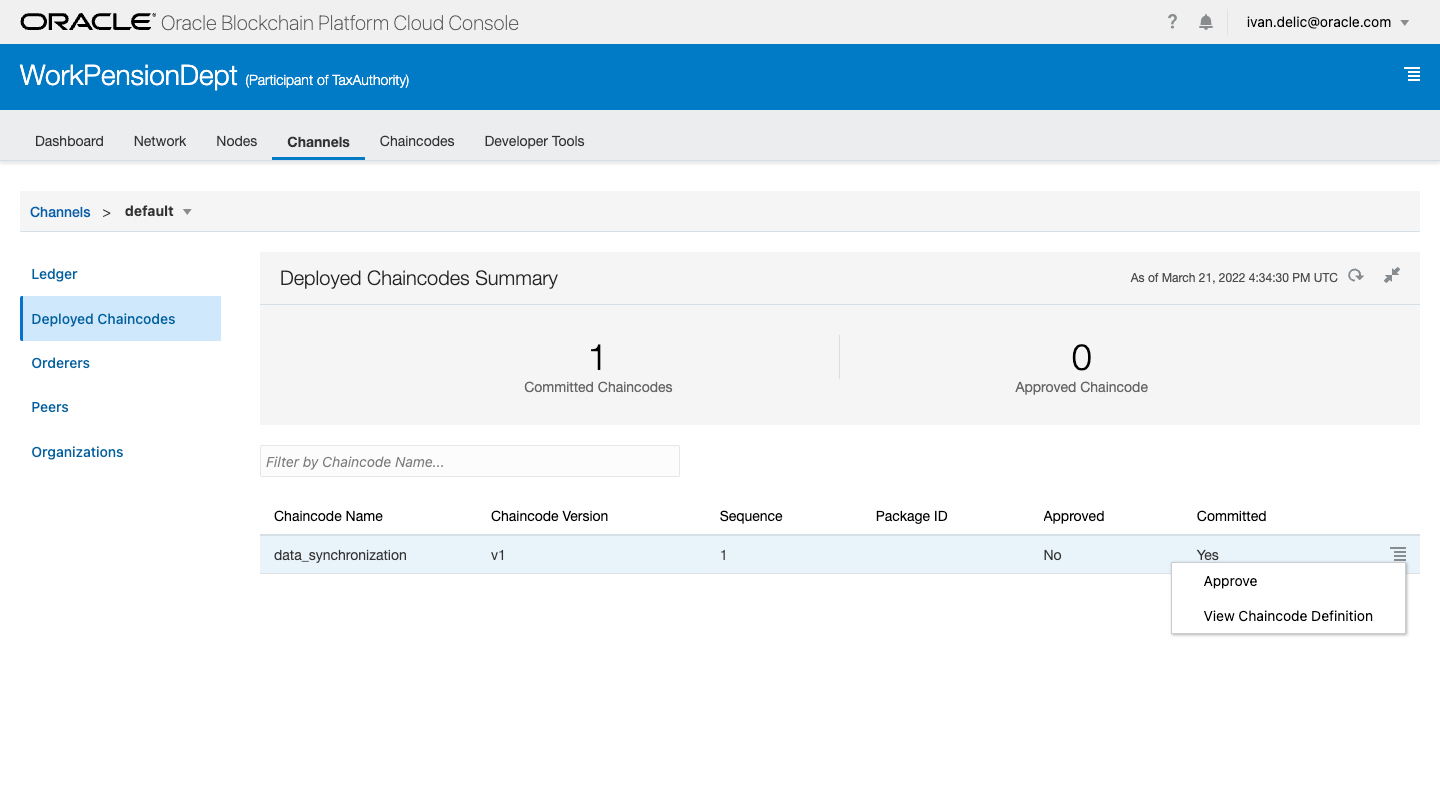 ORACLE Oracle Blockchain Platform Cloud Console ? ivan.delic@oracle.com
WorkPensionDept (Participant of TaxAuthority)
Dashboard Network Nodes Channels Chaincodes Developer Tools
Channels > default
Ledger
Deployed Chaincodes
Orderers
Peers
Organizations
Deployed Chaincodes Summary As of March 21, 2022 4:34:30 PM UTC
1 0
Committed Chaincodes Approved Chaincode
Filter by Chaincode Name...
Chaincode Name Chaincode Version Sequence Package ID Approved Committed
data_synchronization v1 1 No Yes
Approve
View Chaincode Definition